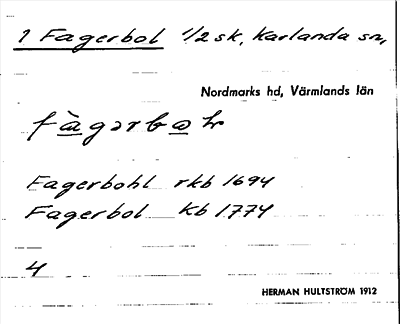 1 Fagerbol 1/2 sk, Karlanda sn,
Nordmarks hd, Värmlands län
Fagerbohl rkb 1694
Fagerbol Kb 1774
4
HERMAN HULTSTRÖM 1912